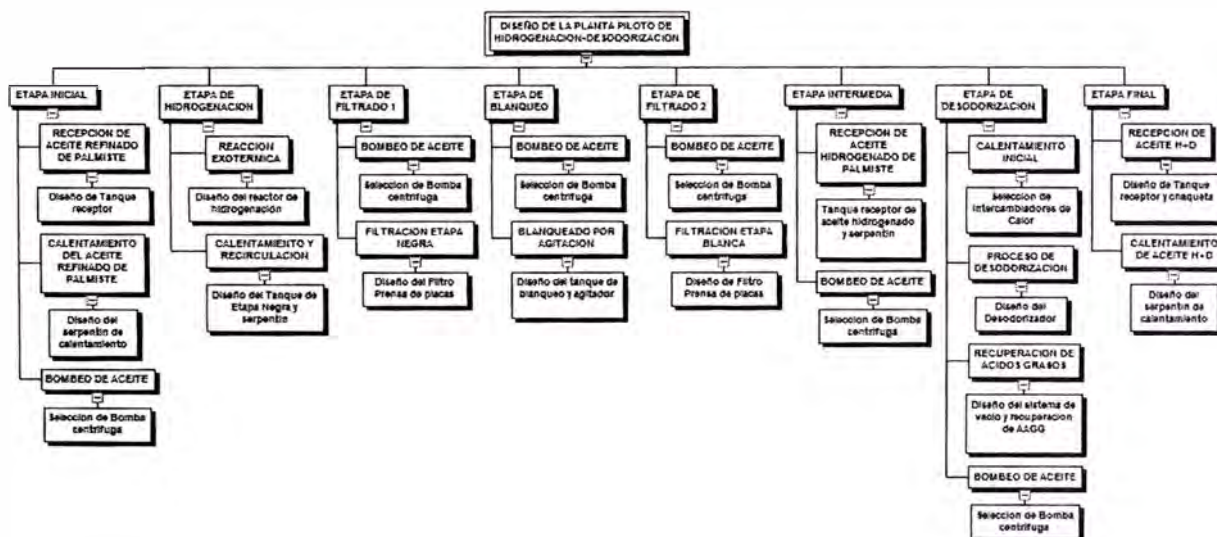 DISEÑO DE LA PLANTA PILOTO DE
HIDROGENACION-DESODORIZACION
ETAPA INICIAL
RECEPCION DE
ACEITE REFINADO
DE PALMISTE
Diseño de Tanque
receptor
CALENTAMIENTO
DEL ACEITE
REFINADO DE
PALMISTE
Diseño del
serpentin de
calentamiento
BOMBEO DE ACEITE
Seleccion de Bomba
centrifuga
ETAPA DE
HIDROGENACION
REACCION
EXOTERMICA
Diseño del reactor de
hidrogenación
CALENTAMIENTO Y
RECIRCULACION
Diseño del Tanque de
Etapa Negra y
serpentin
ETAPA DE
FILTRADO 1
BOMBEO DE ACEITE
Seleccion de Bomba
centrifuga
FILTRACION ETAPA
NEGRA
Diseño del Filtro
Prensa de placas
ETAPA DE
BLANQUEO
BOMBEO DE ACEITE
Seleccion de Bomba
centrifuga
BLANQUEADO POR
AGITACION
Diseño del tanque de
blanqueo y agitador
ETAPA DE
FILTRADO 2
BOMBEO DE ACEITE
Seleccion de Bomba
centrifuga
FILTRACION ETAPA
BLANCA
Diseño de Filtro
Prensa de placas
ETAPA INTERMEDIA
RECEPCION DE
ACEITE
HIDROGENADO DE
PALMISTE
Tanque receptor de
aceite hidrogenado
y serpentin
BOMBEO DE ACEITE
Seleccion de Bomba
centrifuga
ETAPA DE
DESODORIZACION
CALENTAMIENTO
INICIAL
Seleccion de
Intercambiadores de
Calor
PROCESO DE
DESODORIZACION
Diseño del
Desodorizador
RECUPERACION DE
ACIDOS GRASOS
Diseño del sistema de
vacio y recuperacion
de AAGG
BOMBEO DE ACEITE
Seleccion de Bomba
centrifuga
ETAPA FINAL
RECEPCION DE
ACEITE H+D
Diseño de Tanque
receptor y chaqueta
CALENTAMIENTO
DE ACEITE H+D
Diseño del
serpentin de
calentamiento